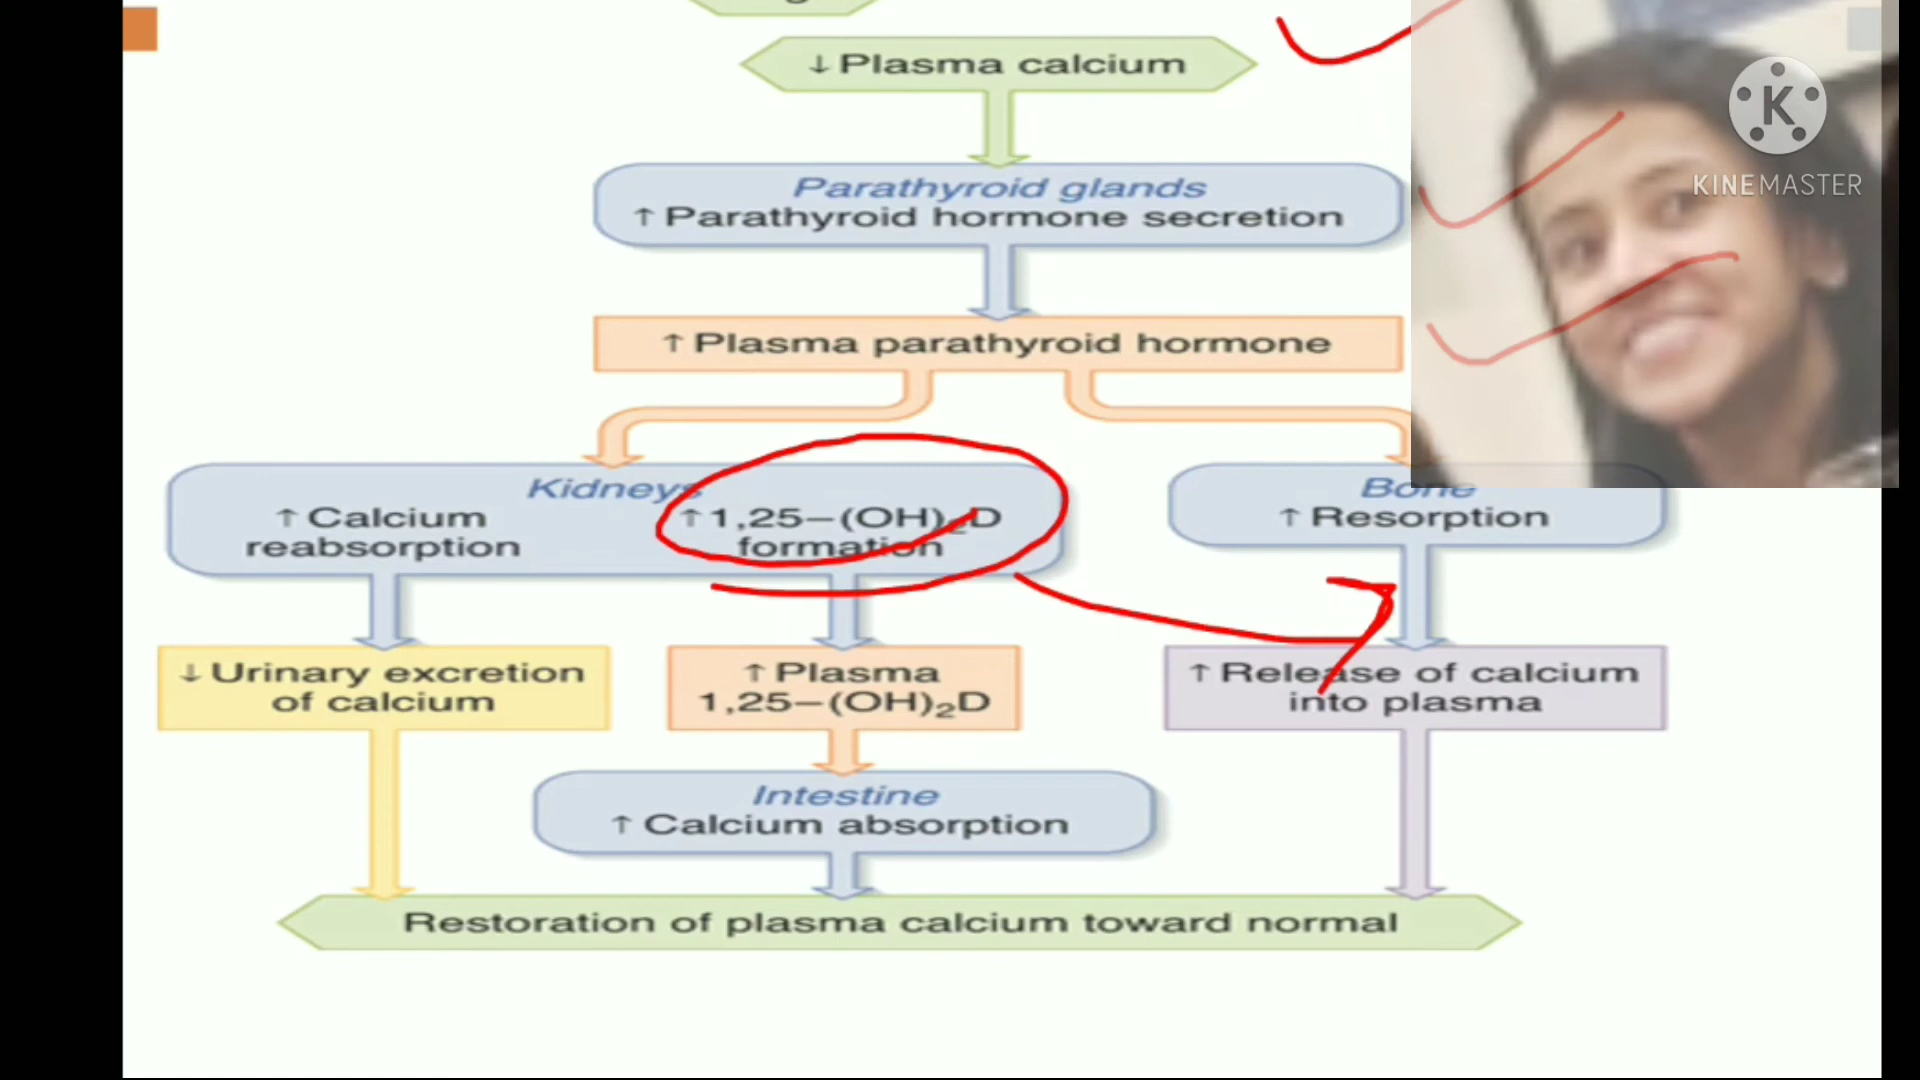 ↓ Plasma calcium
Parathyroid glands
↑ Parathyroid hormone secretion
↑ Plasma parathyroid hormone
Kidneys
↑ Calcium reabsorption
↑ 1,25–(OH)₂D formation
Bone
↑ Resorption
↓ Urinary excretion
of calcium
↑ Plasma
1,25–(OH)₂D
↑ Release of calcium
into plasma
Intestine
↑ Calcium absorption
Restoration of plasma calcium toward normal
K
KINEMASTER